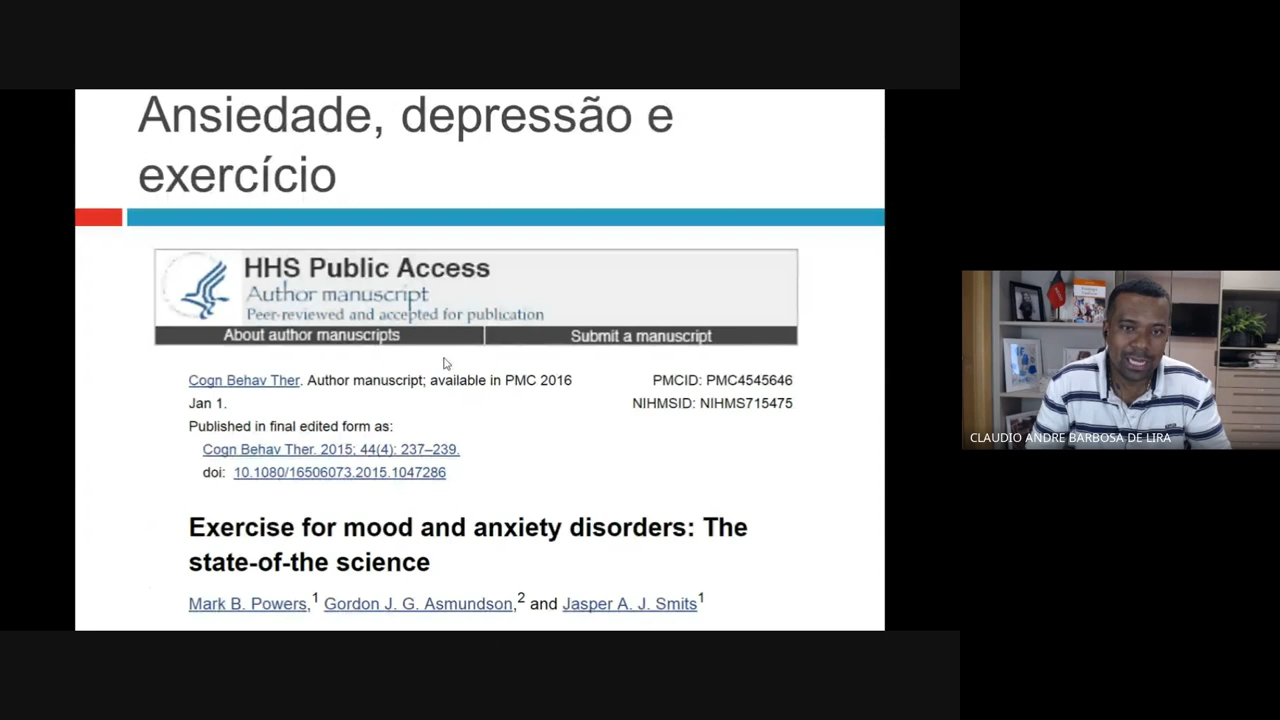 Ansiedade, depressão e
exercício
HHS Public Access
Author manuscript
Peer-reviewed and accepted for publication
About author manuscripts
Submit a manuscript
Cogn Behav Ther. Author manuscript; available in PMC 2016
Jan 1.
PMCID: PMC4545646
NIHMSID: NIHMS715475
Published in final edited form as:
Cogn Behav Ther. 2015; 44(4): 237–239.
doi: 10.1080/16506073.2015.1047286
Exercise for mood and anxiety disorders: The
state-of-the science
Mark B. Powers,1 Gordon J. G. Asmundson,2 and Jasper A. J. Smits1
CLAUDIO ANDRE BARBOSA DE LIRA